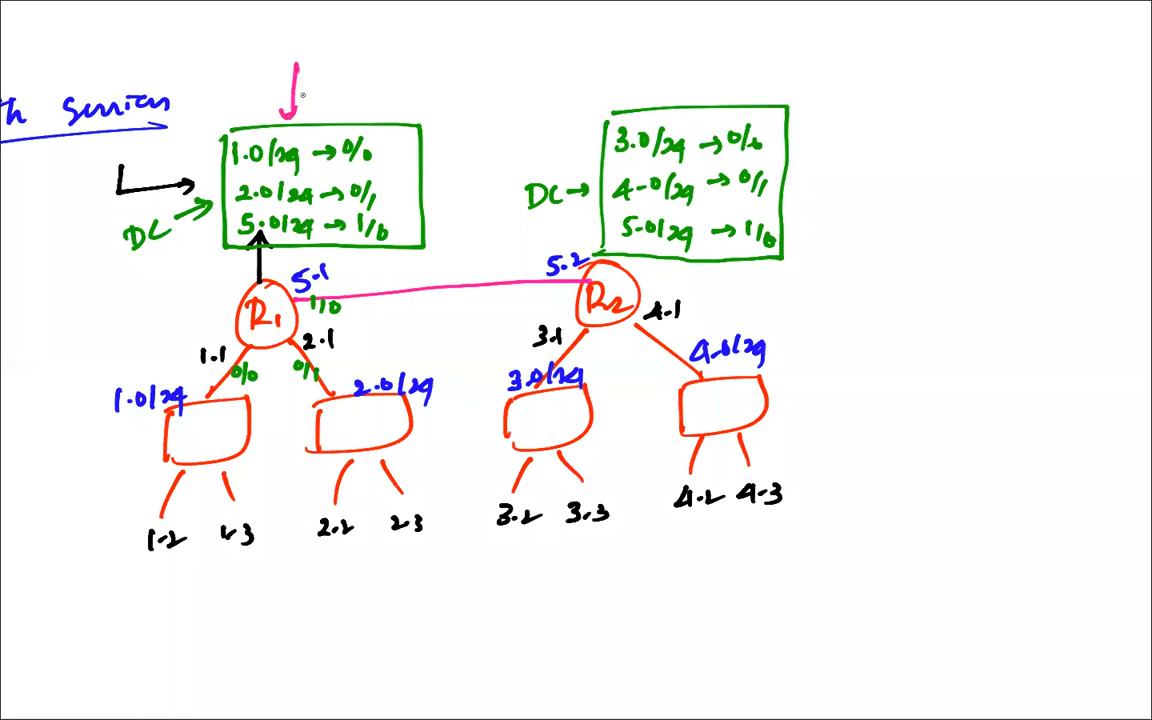 th Services
1.0/24 → 0/0
2.0/24 → 0/1
5.0/24 → 1/0
DC
3.0/24 → 0/0
4.0/24 → 0/1
5.0/24 → 1/0
DC →
5.1
5.2
R1
1/0
R2
1.1
2.1
3.1
4.1
0/0
0/1
1.0/24
2.0/24
3.0/24
4.0/24
1.2
1.3
2.2
2.3
3.2
3.3
4.2
4.3